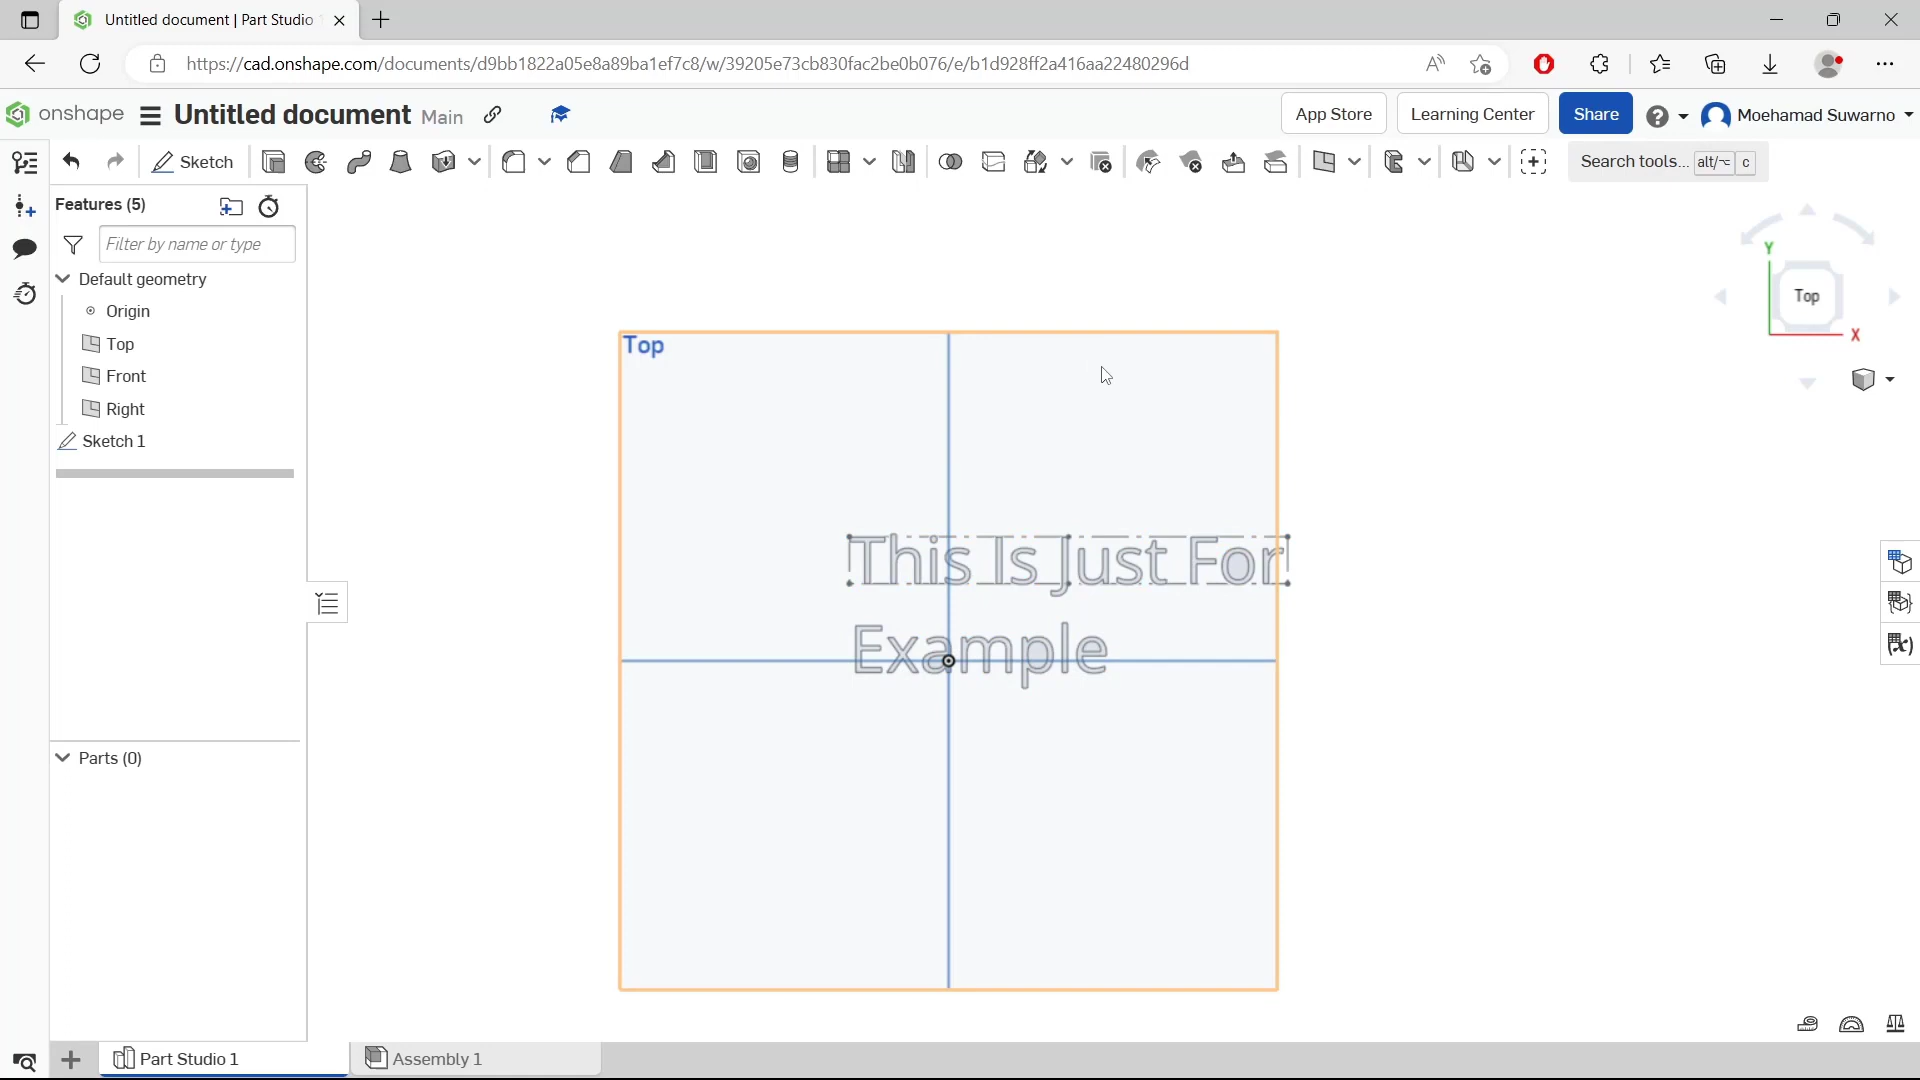 Untitled document | Part Studio
https://cad.onshape.com/documents/d9bb1822a05e8a89ba1ef7c8/w/39205e73cb830fac2be0b076/e/b1d928ff2a416aa22480296d
onshape
Untitled document
Main
App Store
Learning Center
Share
Moehamad Suwarno
Sketch
Search tools... alt/⌥ c
Features (5)
Filter by name or type
Default geometry
Origin
Top
Front
Right
Sketch 1
Parts (0)
Top
This Is Just For
Example
Y
Top
X
Part Studio 1
Assembly 1